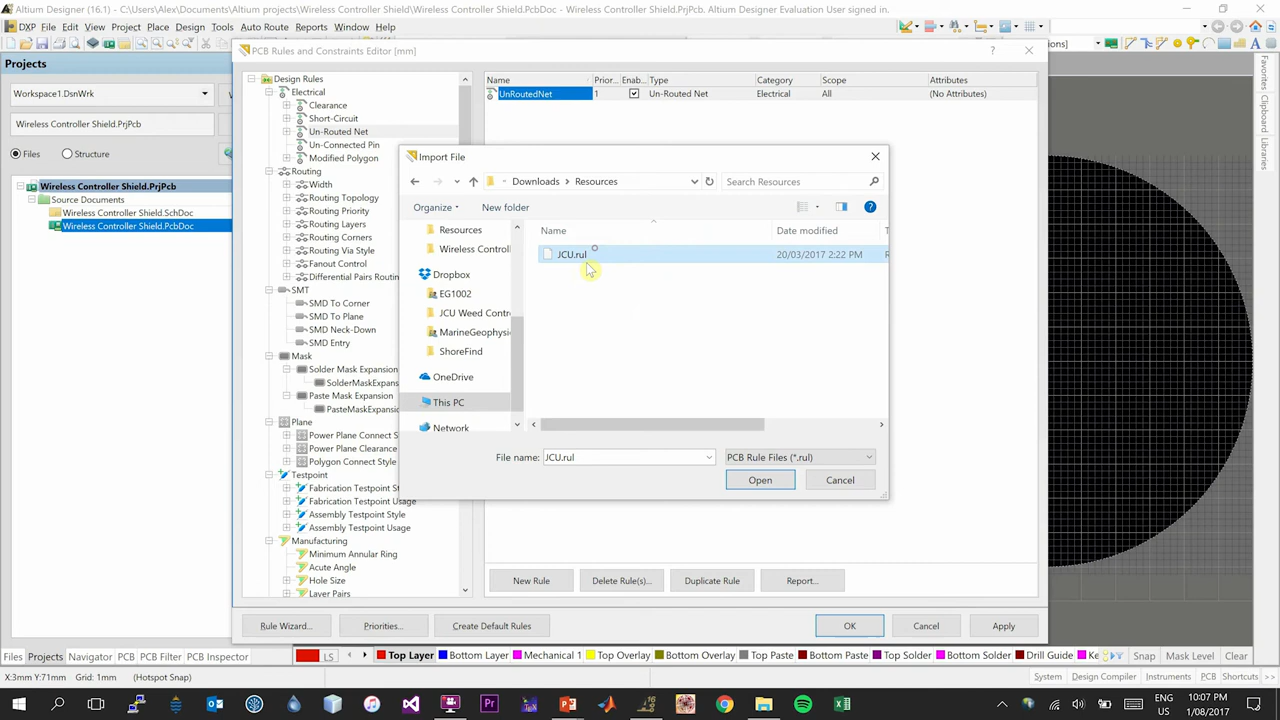 Altium Designer (16.1) - C:\Users\Alex\Documents\Altium projects\Wireless Controller Shield\Wireless Controller Shield.PcbDoc - Wireless Controller Shield.PrjPcb. Altium Designer Evaluation User signed in.
DXP File Edit View Project Place Design Tools Auto Route Reports Window Help
PCB Rules and Constraints Editor [mm]
Projects
Workspace1.DsnWrk
Wireless Controller Shield.PrjPcb
Files Structure
Wireless Controller Shield.PrjPcb
Source Documents
Wireless Controller Shield.SchDoc
Wireless Controller Shield.PcbDoc
Design Rules
Electrical
Clearance
Short-Circuit
Un-Routed Net
Un-Connected Pin
Modified Polygon
Routing
Width
Routing Topology
Routing Priority
Routing Layers
Routing Corners
Routing Via Style
Fanout Control
Differential Pairs Routin
SMT
SMD To Corner
SMD To Plane
SMD Neck-Down
SMD Entry
Mask
Solder Mask Expansion
SolderMaskExpans
Paste Mask Expansion
PasteMaskExpansio
Plane
Power Plane Connect S
Power Plane Clearance
Polygon Connect Style
Testpoint
Fabrication Testpoint St
Fabrication Testpoint Usage
Assembly Testpoint Style
Assembly Testpoint Usage
Manufacturing
Minimum Annular Ring
Acute Angle
Hole Size
Layer Pairs
Name Prior... Enab... Type Category Scope Attributes
UnRoutedNet 1 Un-Routed Net Electrical All (No Attributes)
Import File
Downloads Resources Search Resources
Organize New folder
Resources
Wireless Control
Dropbox
EG1002
JCU Weed Contr
MarineGeophysi
ShoreFind
OneDrive
This PC
Network
Name Date modified
JCU.rul 20/03/2017 2:22 PM
File name: JCU.rul PCB Rule Files (*.rul)
Open Cancel
New Rule Delete Rule(s)... Duplicate Rule Report...
Rule Wizard... Priorities... Create Default Rules OK Cancel Apply
Favorites
Clipboard
Libraries
Files Projects Navigator PCB PCB Filter PCB Inspector
LS Top Layer Bottom Layer Mechanical 1 Top Overlay Bottom Overlay Top Paste Bottom Paste Top Solder Bottom Solder Drill Guide Ke Snap Mask Level Clear
X:3mm Y:71mm Grid: 1mm (Hotspot Snap)
System Design Compiler Instruments PCB Shortcuts >>
ENG
US
10:07 PM
1/08/2017